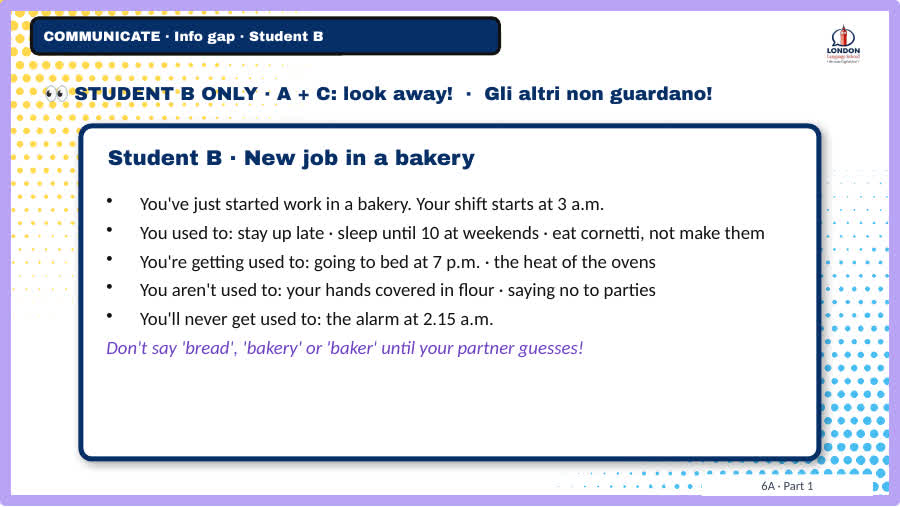 COMMUNICATE · Info gap · Student B
LONDON
Language School
👀 STUDENT B ONLY · A + C: look away! · Gli altri non guardano!
Student B · New job in a bakery
• You've just started work in a bakery. Your shift starts at 3 a.m.
• You used to: stay up late · sleep until 10 at weekends · eat cornetti, not make them
• You're getting used to: going to bed at 7 p.m. · the heat of the ovens
• You aren't used to: your hands covered in flour · saying no to parties
• You'll never get used to: the alarm at 2.15 a.m.
Don't say 'bread', 'bakery' or 'baker' until your partner guesses!
6A · Part 1